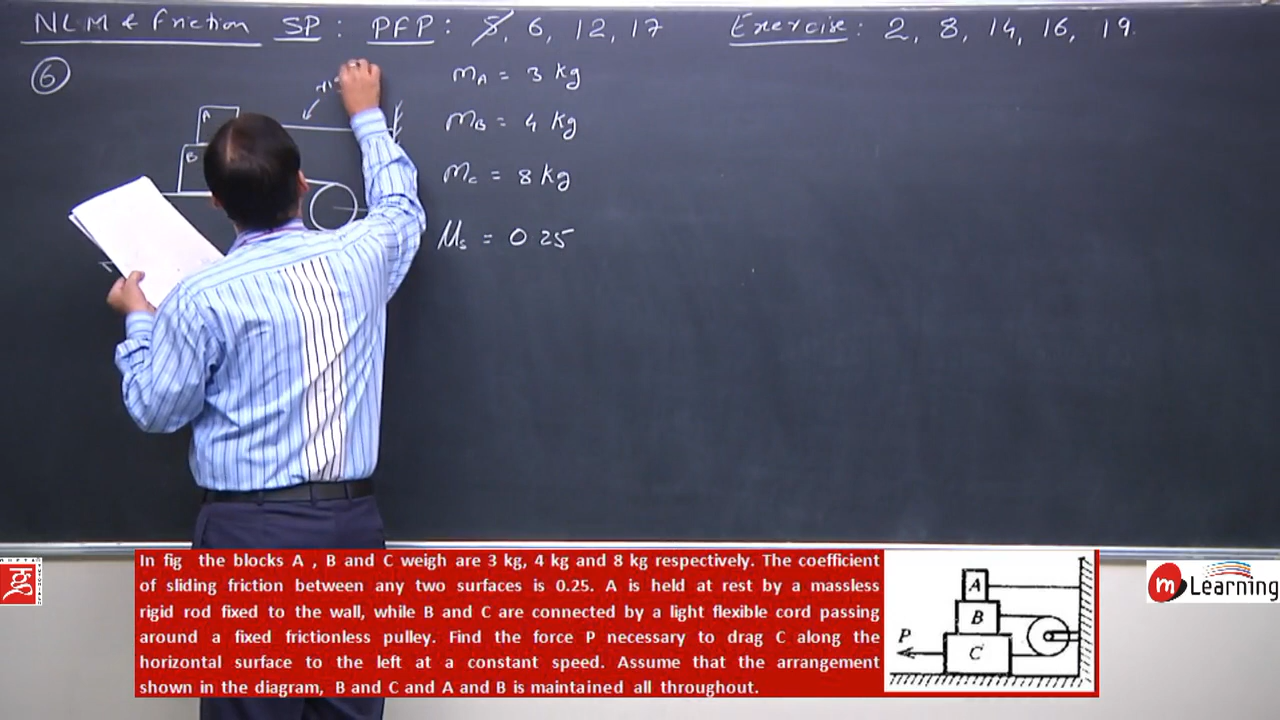 NLM & Friction SP : PFP : 5, 6, 12, 17 Exercise : 2, 8, 14, 16, 19
6
mA = 3 kg
A
mB = 4 kg
B
mC = 8 kg
μs = 0.25
In fig the blocks A , B and C weigh are 3 kg, 4 kg and 8 kg respectively. The coefficient
of sliding friction between any two surfaces is 0.25. A is held at rest by a massless
rigid rod fixed to the wall, while B and C are connected by a light flexible cord passing
around a fixed frictionless pulley. Find the force P necessary to drag C along the
horizontal surface to the left at a constant speed. Assume that the arrangement
shown in the diagram, B and C and A and B is maintained all throughout.
A
B
P
C
m Learning